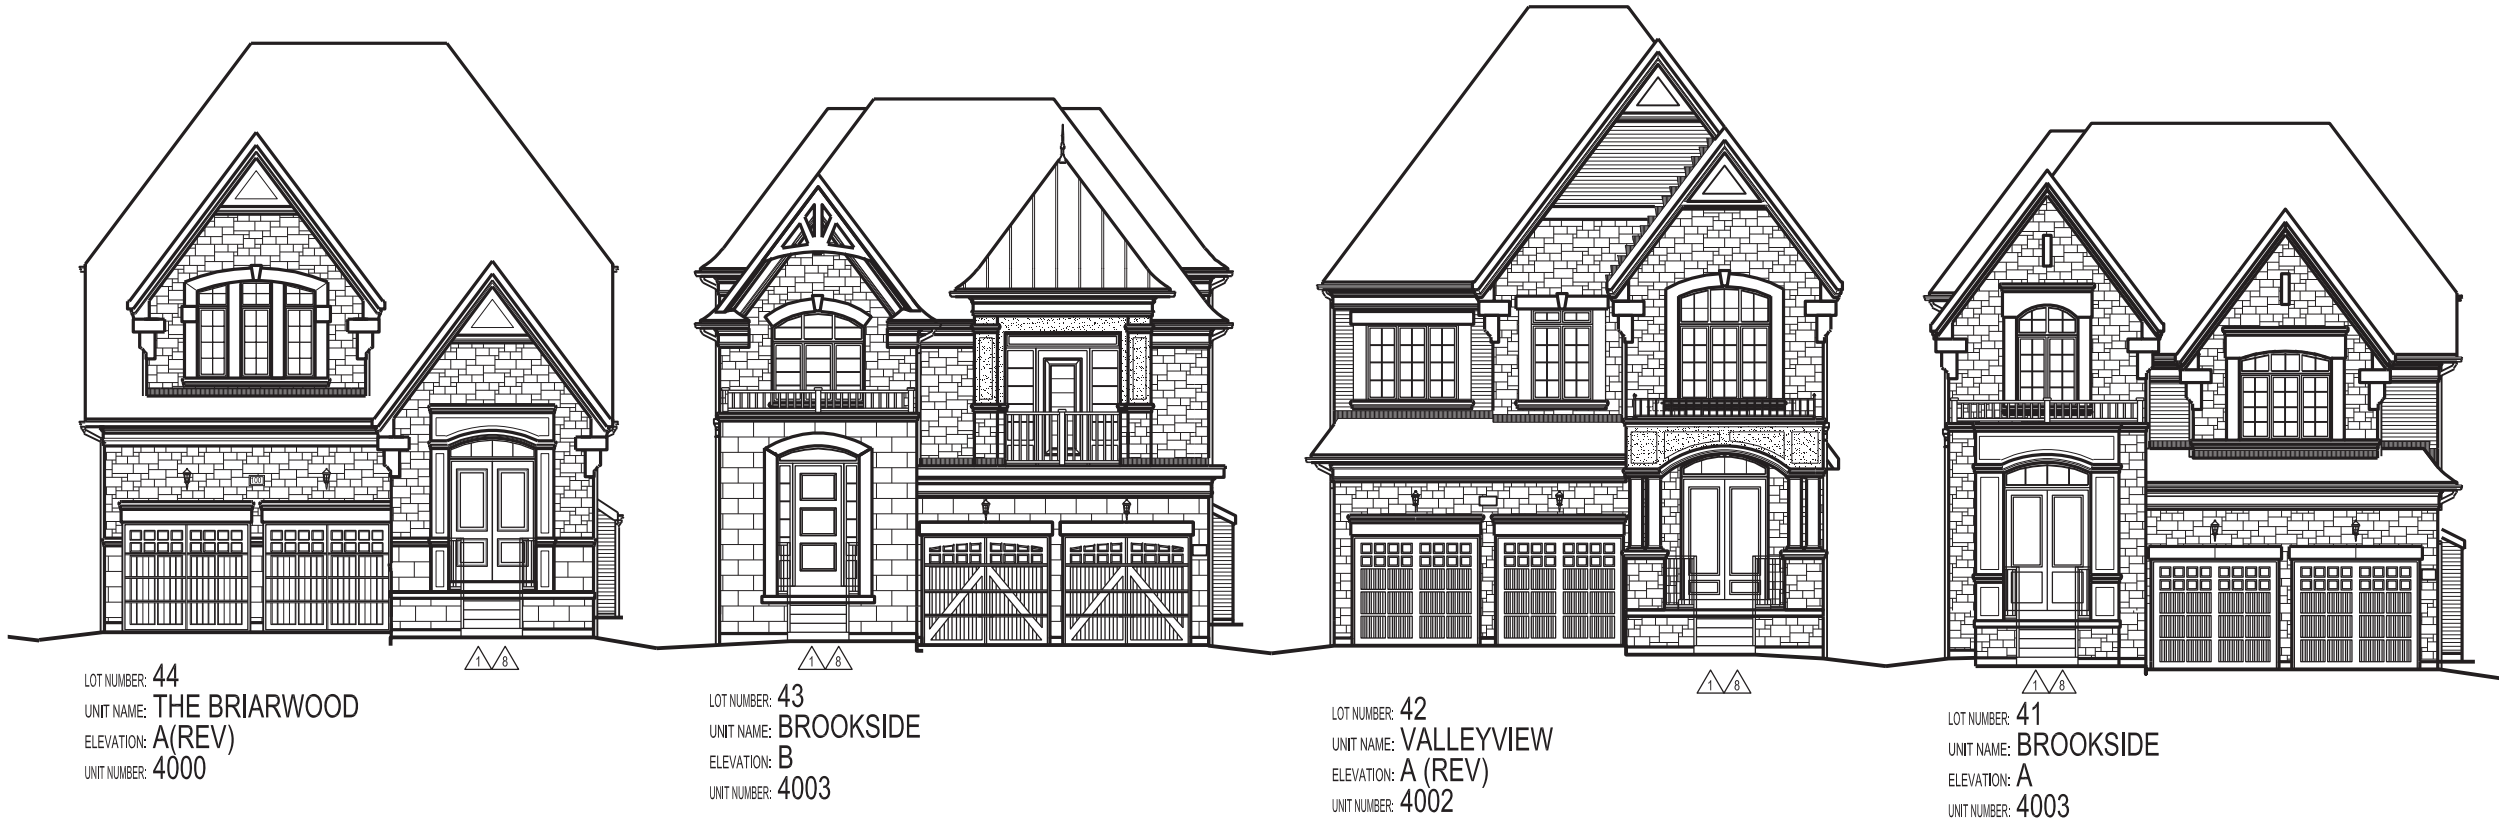 100
1 8
LOT NUMBER: 44
UNIT NAME: THE BRIARWOOD
ELEVATION: A(REV)
UNIT NUMBER: 4000
1 8
LOT NUMBER: 43
UNIT NAME: BROOKSIDE
ELEVATION: B
UNIT NUMBER: 4003
1 8
LOT NUMBER: 42
UNIT NAME: VALLEYVIEW
ELEVATION: A (REV)
UNIT NUMBER: 4002
1 8
LOT NUMBER: 41
UNIT NAME: BROOKSIDE
ELEVATION: A
UNIT NUMBER: 4003